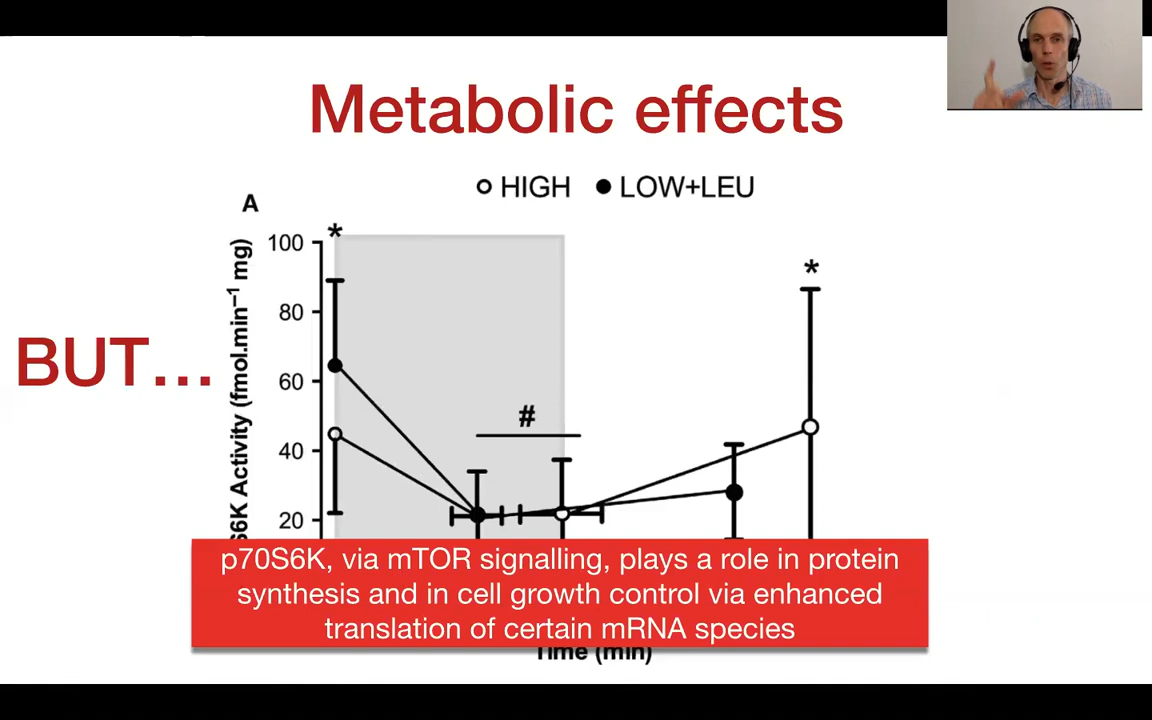 Metabolic effects
HIGH LOW+LEU
A
*
*
100
80
BUT...
60
#
40
20
S6K Activity (fmol.min⁻¹ mg)
p70S6K, via mTOR signalling, plays a role in protein
synthesis and in cell growth control via enhanced
translation of certain mRNA species
Time (min)